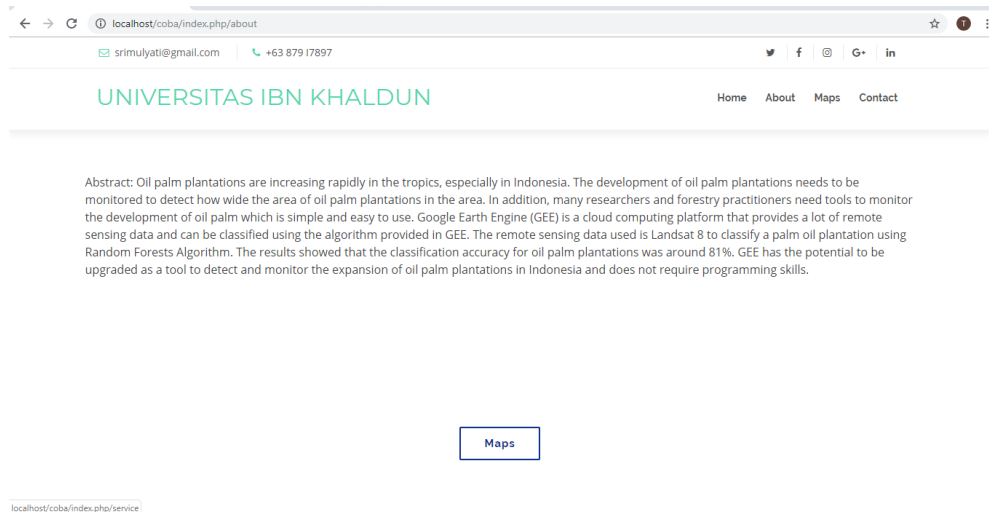 localhost/coba/index.php/about
T
srimulyati@gmail.com
+63 879 I7897
G+
in
UNIVERSITAS IBN KHALDUN
Home About Maps Contact
Abstract: Oil palm plantations are increasing rapidly in the tropics, especially in Indonesia. The development of oil palm plantations needs to be
monitored to detect how wide the area of oil palm plantations in the area. In addition, many researchers and forestry practitioners need tools to monitor
the development of oil palm which is simple and easy to use. Google Earth Engine (GEE) is a cloud computing platform that provides a lot of remote
sensing data and can be classified using the algorithm provided in GEE. The remote sensing data used is Landsat 8 to classify a palm oil plantation using
Random Forests Algorithm. The results showed that the classification accuracy for oil palm plantations was around 81%. GEE has the potential to be
upgraded as a tool to detect and monitor the expansion of oil palm plantations in Indonesia and does not require programming skills.
Maps
localhost/coba/index.php/service